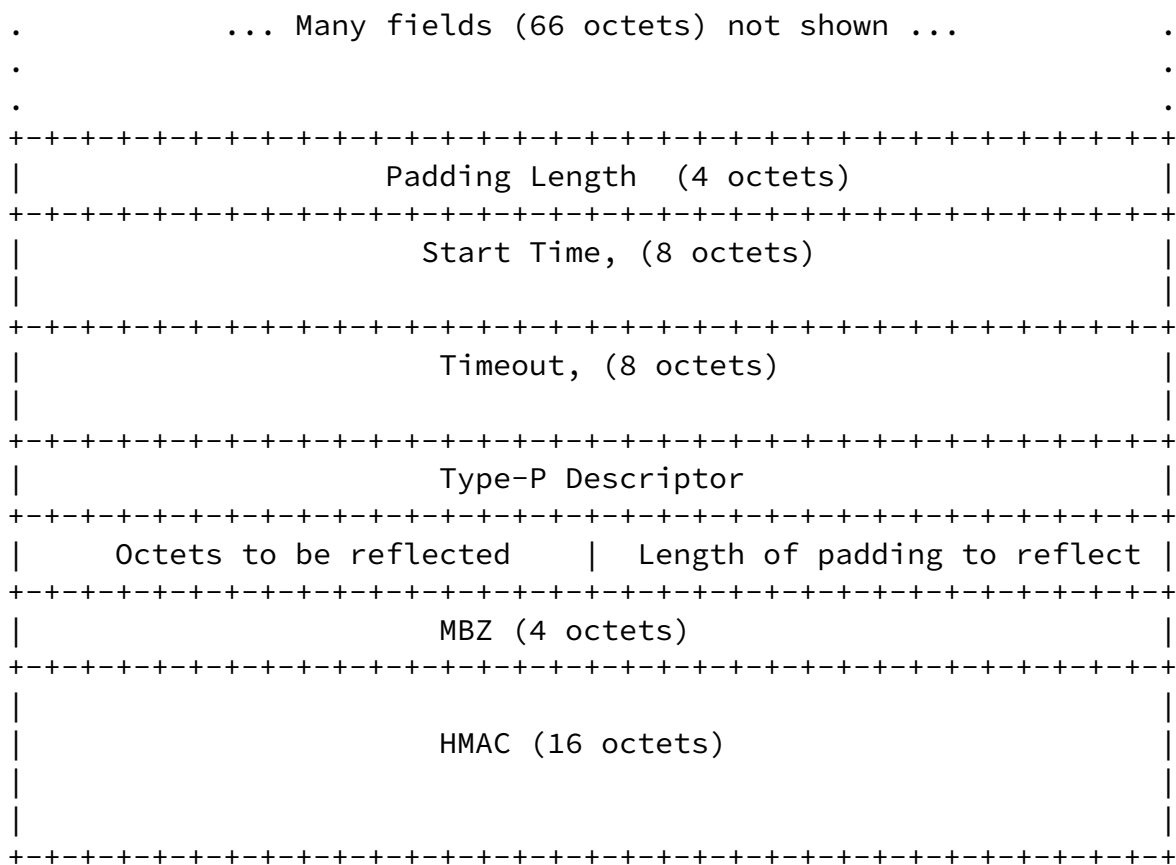 .           ... Many fields (66 octets) not shown ...           .
.                                                               .
.                                                               .
+-+-+-+-+-+-+-+-+-+-+-+-+-+-+-+-+-+-+-+-+-+-+-+-+-+-+-+-+-+-+-+-+
|                    Padding Length  (4 octets)                 |
+-+-+-+-+-+-+-+-+-+-+-+-+-+-+-+-+-+-+-+-+-+-+-+-+-+-+-+-+-+-+-+-+
|                      Start Time, (8 octets)                   |
|                                                               |
+-+-+-+-+-+-+-+-+-+-+-+-+-+-+-+-+-+-+-+-+-+-+-+-+-+-+-+-+-+-+-+-+
|                       Timeout, (8 octets)                     |
|                                                               |
+-+-+-+-+-+-+-+-+-+-+-+-+-+-+-+-+-+-+-+-+-+-+-+-+-+-+-+-+-+-+-+-+
|                       Type-P Descriptor                       |
+-+-+-+-+-+-+-+-+-+-+-+-+-+-+-+-+-+-+-+-+-+-+-+-+-+-+-+-+-+-+-+-+
|     Octets to be reflected    |  Length of padding to reflect |
+-+-+-+-+-+-+-+-+-+-+-+-+-+-+-+-+-+-+-+-+-+-+-+-+-+-+-+-+-+-+-+-+
|                       MBZ (4 octets)                          |
+-+-+-+-+-+-+-+-+-+-+-+-+-+-+-+-+-+-+-+-+-+-+-+-+-+-+-+-+-+-+-+-+
|                                                               |
|                       HMAC (16 octets)                        |
|                                                               |
|                                                               |
+-+-+-+-+-+-+-+-+-+-+-+-+-+-+-+-+-+-+-+-+-+-+-+-+-+-+-+-+-+-+-+-+